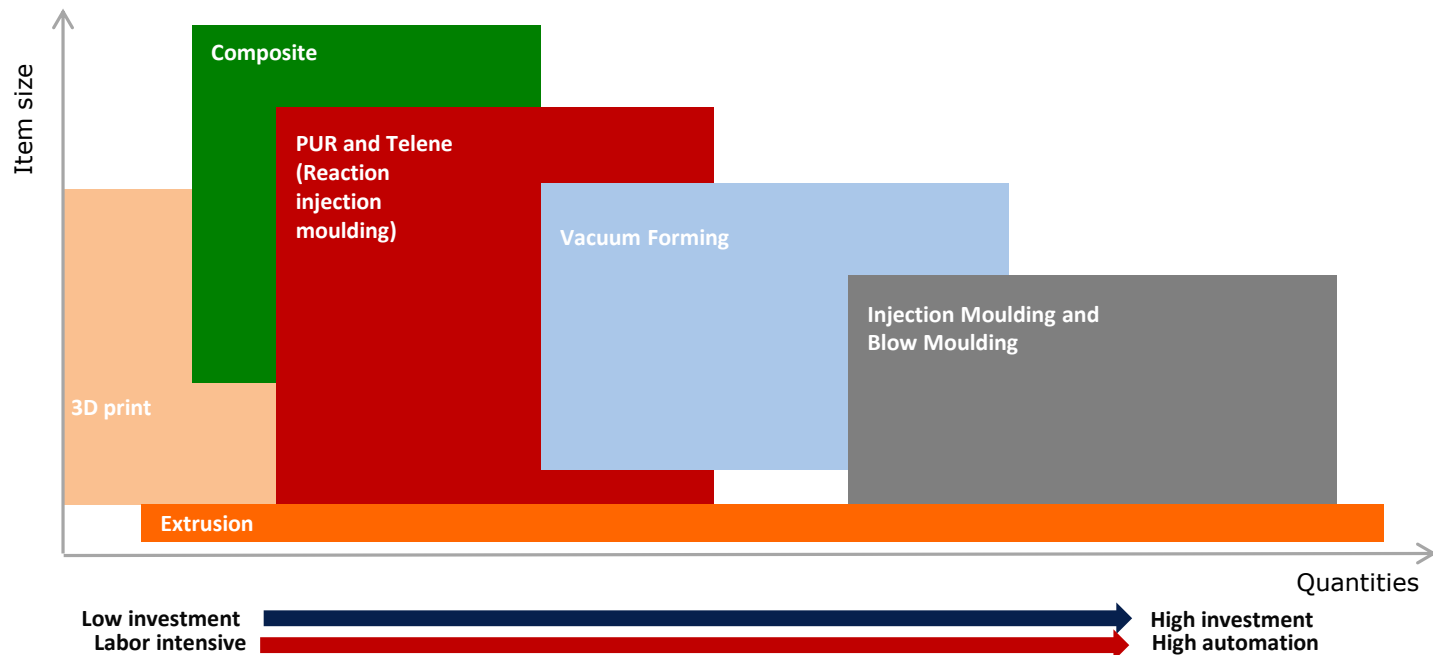 Item size
Composite
PUR and Telene
(Reaction
injection
moulding)
Vacuum Forming
Injection Moulding and
Blow Moulding
3D print
Extrusion
Quantities
Low investment
High investment
Labor intensive
High automation